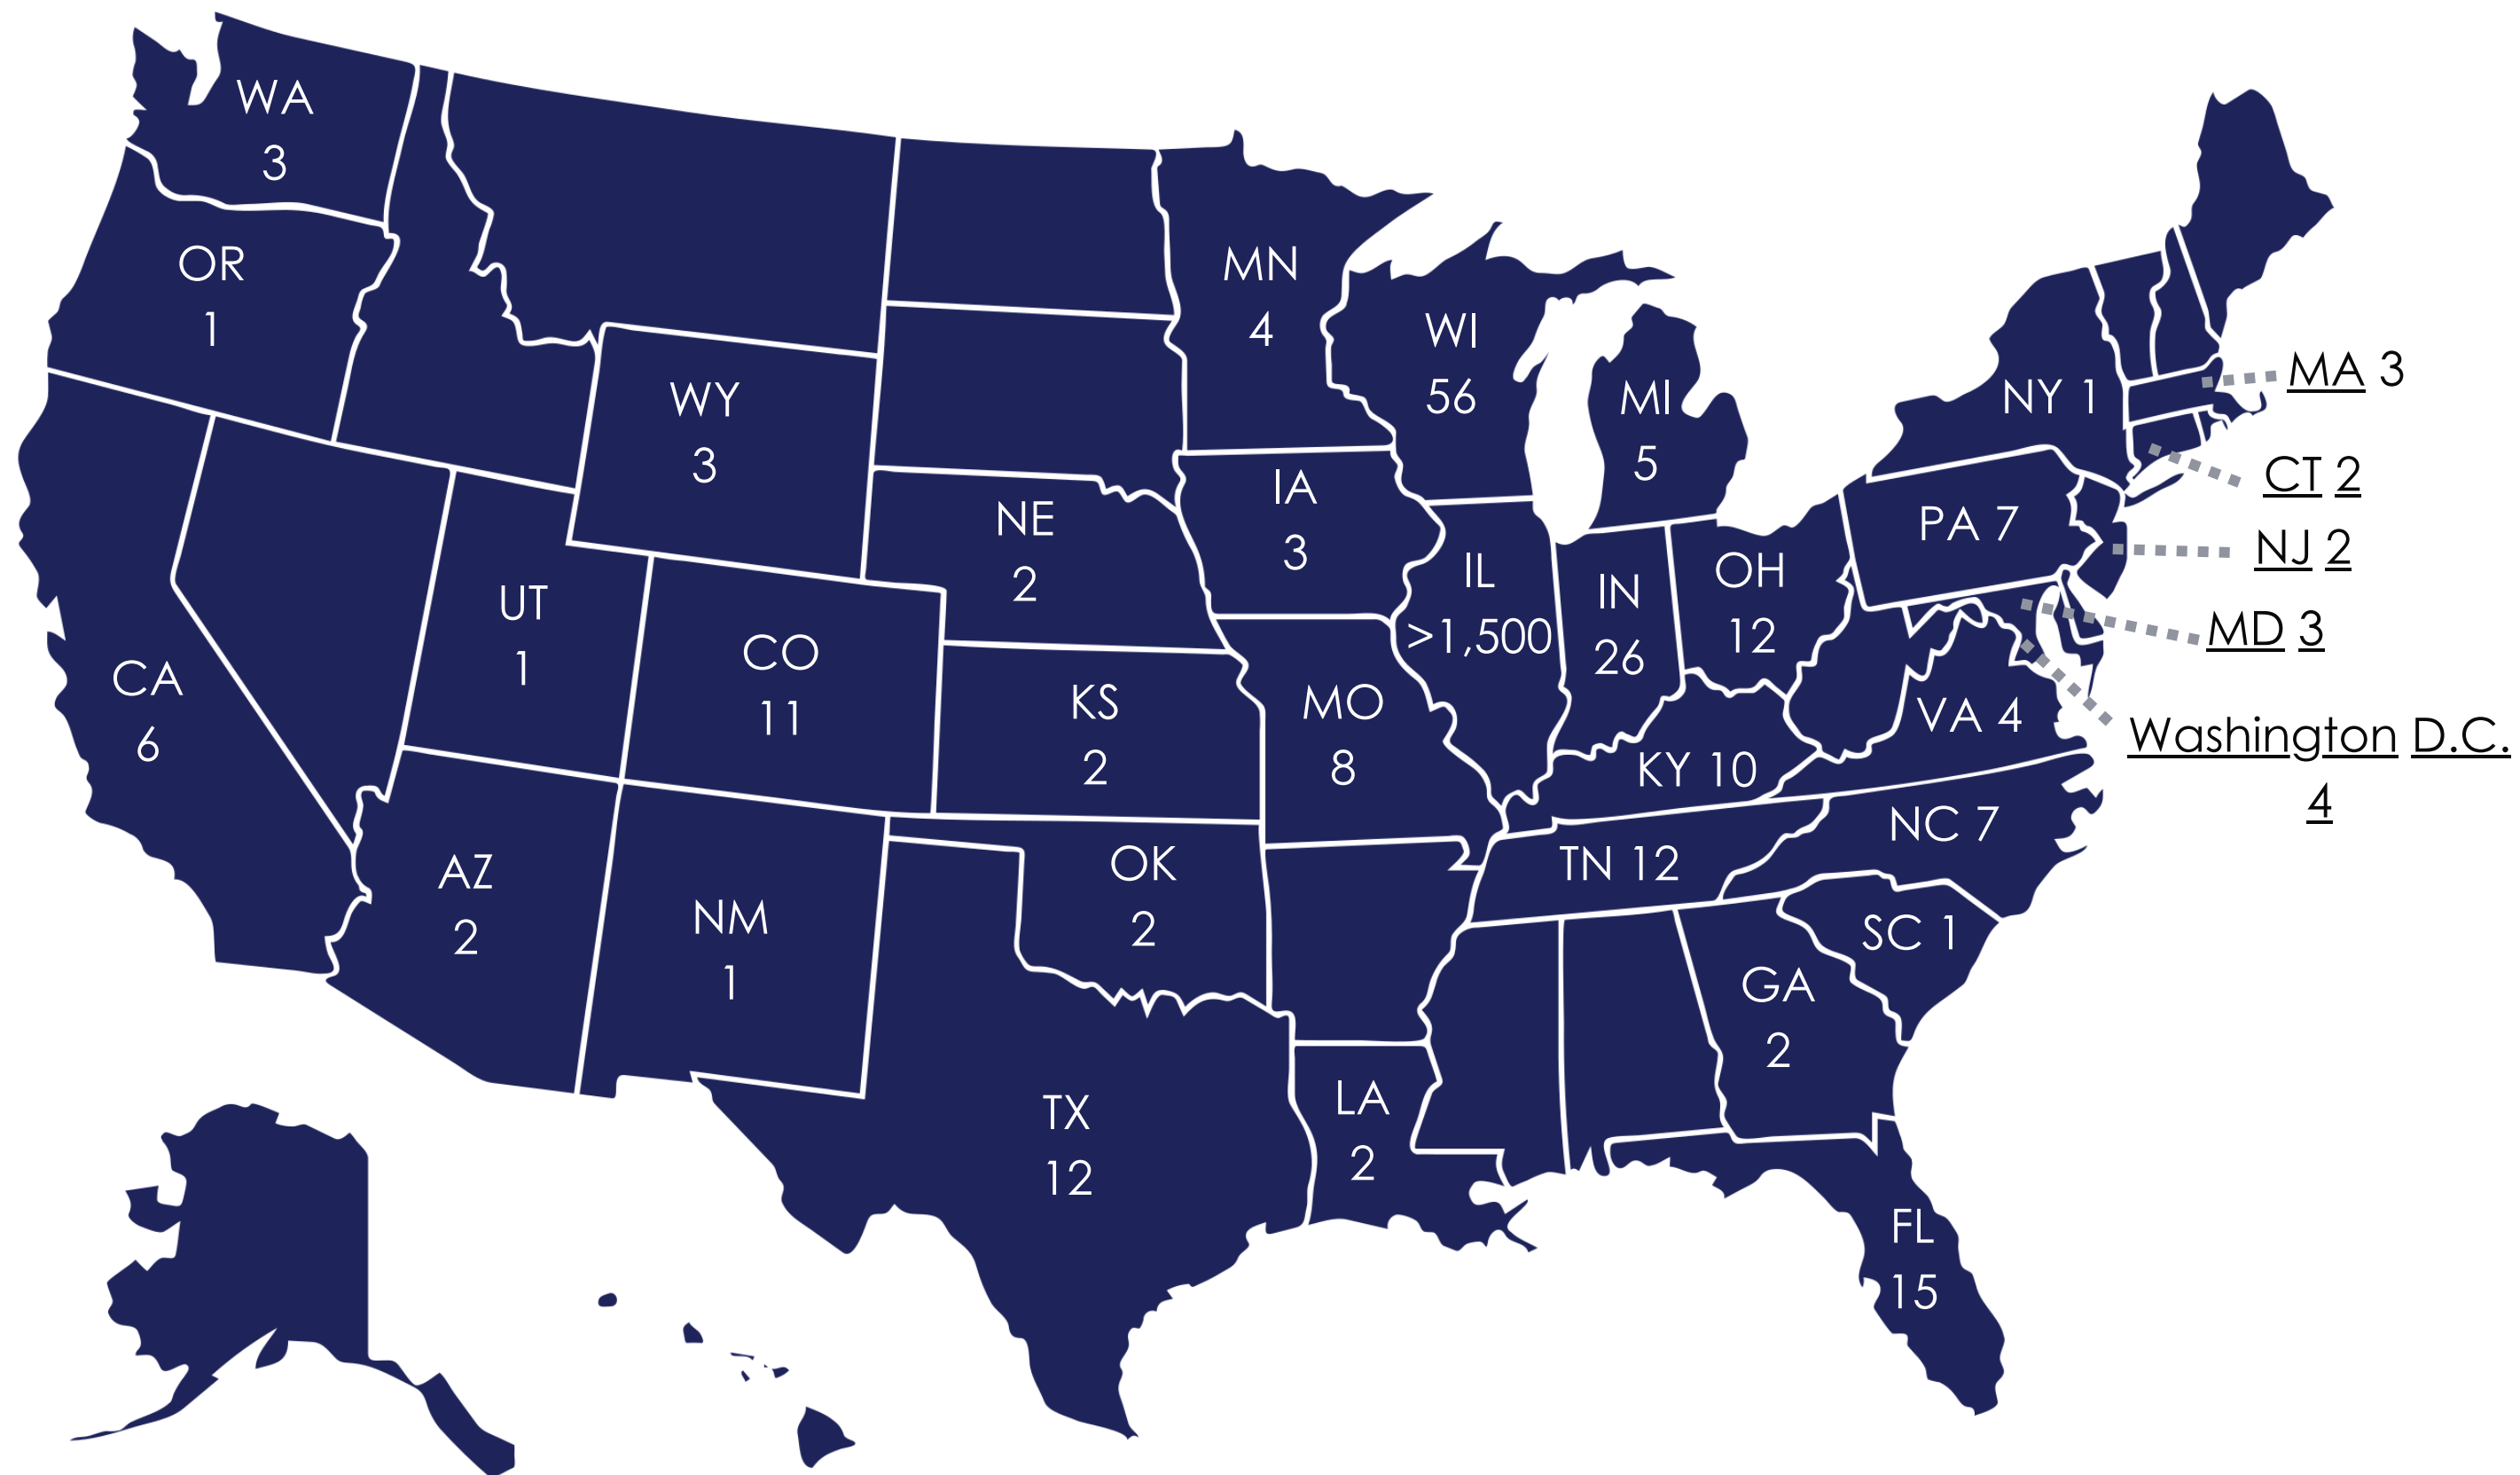 WA
3
OR
1
MN
4
WI
56
MI
5
NY 1
MA 3
WY
3
CT 2
IA
3
NE
2
PA 7
NJ 2
IL
>1,500
IN
26
OH
12
UT
1
MD 3
CO
11
CA
6
KS
2
MO
8
VA 4
Washington D.C.
4
KY 10
NC 7
AZ
2
OK
2
TN 12
NM
1
SC 1
GA
2
TX
12
LA
2
FL
15